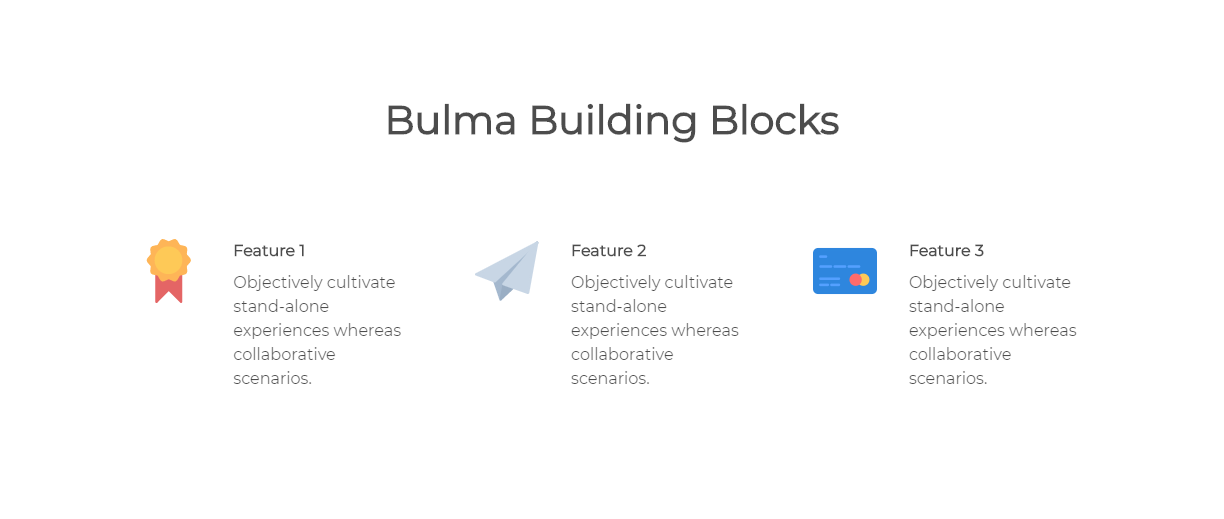 Bulma Building Blocks
Feature 1
Objectively cultivate
stand-alone
experiences whereas
collaborative
scenarios.
Feature 2
Objectively cultivate
stand-alone
experiences whereas
collaborative
scenarios.
Feature 3
Objectively cultivate
stand-alone
experiences whereas
collaborative
scenarios.